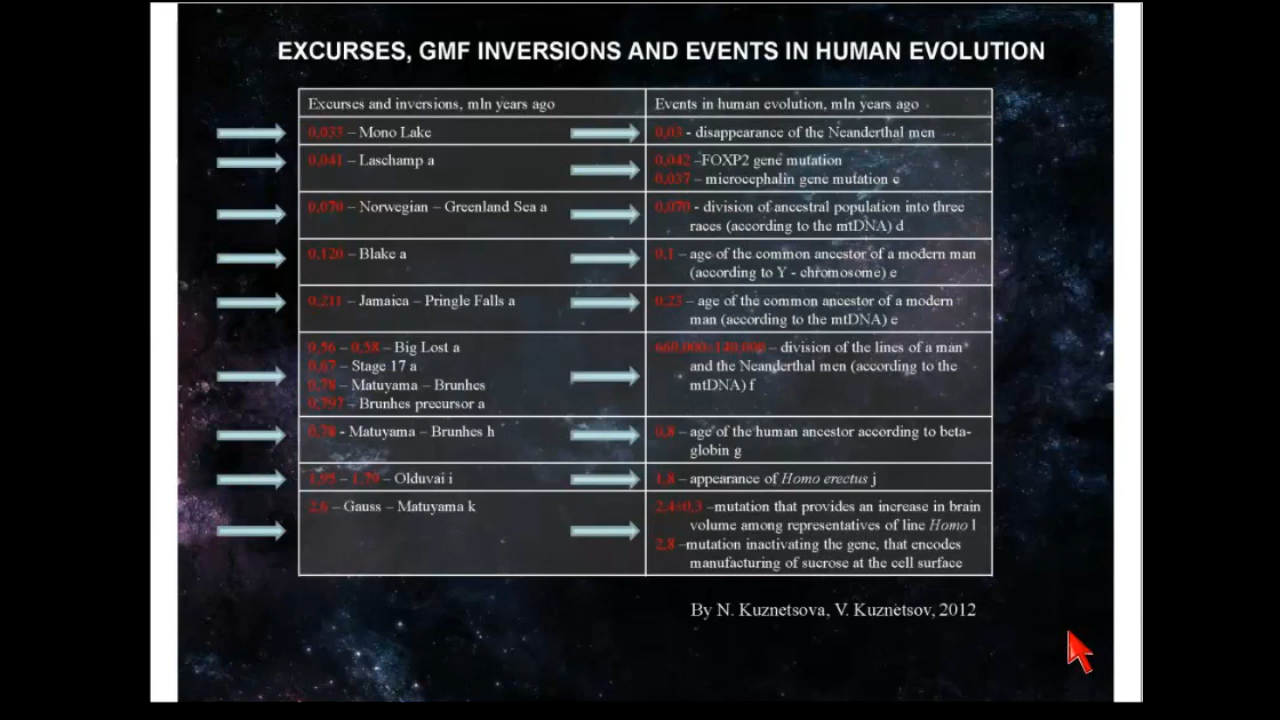 EXCURSES, GMF INVERSIONS AND EVENTS IN HUMAN EVOLUTION
Excurses and inversions, mln years ago
Events in human evolution, mln years ago
0,033 – Mono Lake
0,03 - disappearance of the Neanderthal men
0,041 – Laschamp a
0,042 –FOXP2 gene mutation
0,037 – microcephalin gene mutation c
0,070 – Norwegian – Greenland Sea a
0,070 - division of ancestral population into three
races (according to the mtDNA) d
0,120 – Blake a
0,1 – age of the common ancestor of a modern man
(according to Y - chromosome) e
0,211 – Jamaica – Pringle Falls a
0,23 – age of the common ancestor of a modern
man (according to the mtDNA) e
0,56 – 0,58 – Big Lost a
0,67 – Stage 17 a
0,78 – Matuyama – Brunhes
0,797 – Brunhes precursor a
660,000±140,000 – division of the lines of a man
and the Neanderthal men (according to the
mtDNA) f
0,78 - Matuyama – Brunhes h
0,8 – age of the human ancestor according to beta-
globin g
1,95 – 1,79 – Olduvai i
1,8 – appearance of Homo erectus j
2,6 – Gauss – Matuyama k
2,4±0,3 –mutation that provides an increase in brain
volume among representatives of line Homo l
2,8 –mutation inactivating the gene, that encodes
manufacturing of sucrose at the cell surface
By N. Kuznetsova, V. Kuznetsov, 2012